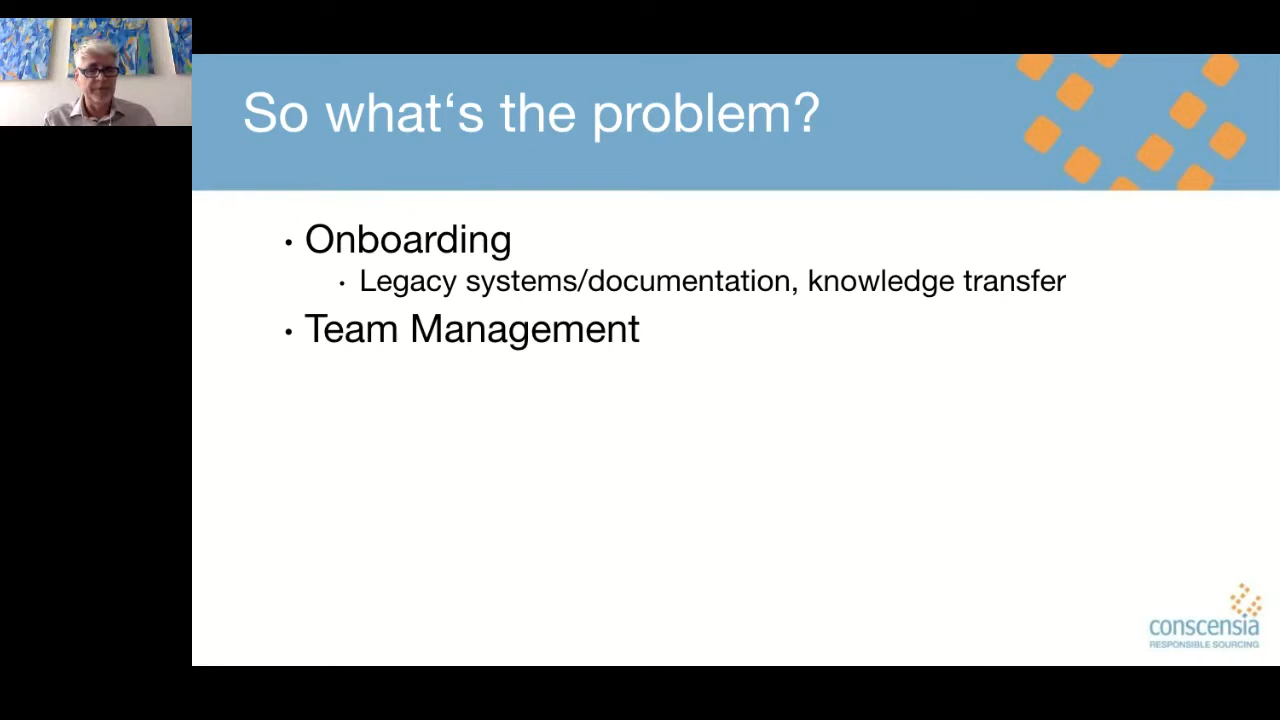 So what‘s the problem?
• Onboarding
• Legacy systems/documentation, knowledge transfer
• Team Management
conscensia
RESPONSIBLE SOURCING